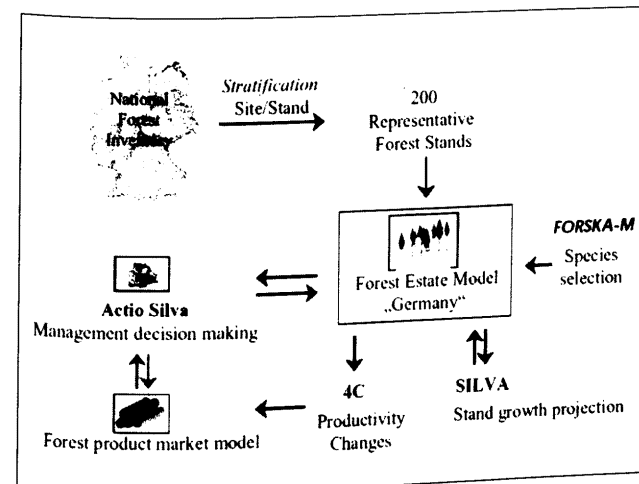 National
Forest
Inventory
Stratification
Site/Stand
200
Representative
Forest Stands
FORSKA-M
Species
selection
Forest Estate Model
„Germany“
Actio Silva
Management decision making
4C
Productivity
Changes
SILVA
Stand growth projection
Forest product market model